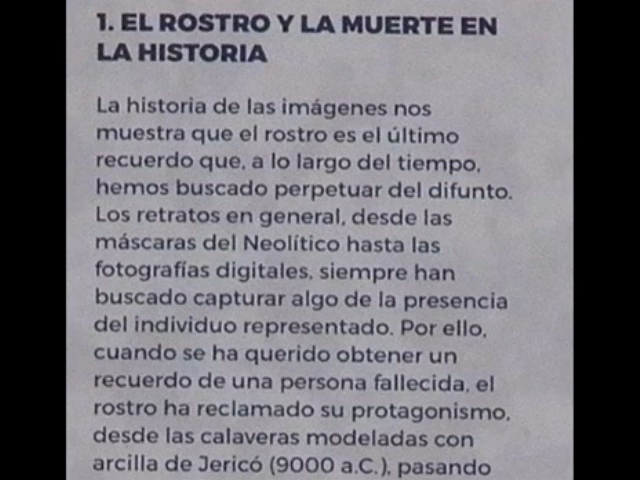 1. EL ROSTRO Y LA MUERTE EN
LA HISTORIA
La historia de las imágenes nos
muestra que el rostro es el último
recuerdo que, a lo largo del tiempo,
hemos buscado perpetuar del difunto.
Los retratos en general, desde las
máscaras del Neolítico hasta las
fotografías digitales, siempre han
buscado capturar algo de la presencia
del individuo representado. Por ello,
cuando se ha querido obtener un
recuerdo de una persona fallecida, el
rostro ha reclamado su protagonismo,
desde las calaveras modeladas con
arcilla de Jericó (9000 a.C.), pasando